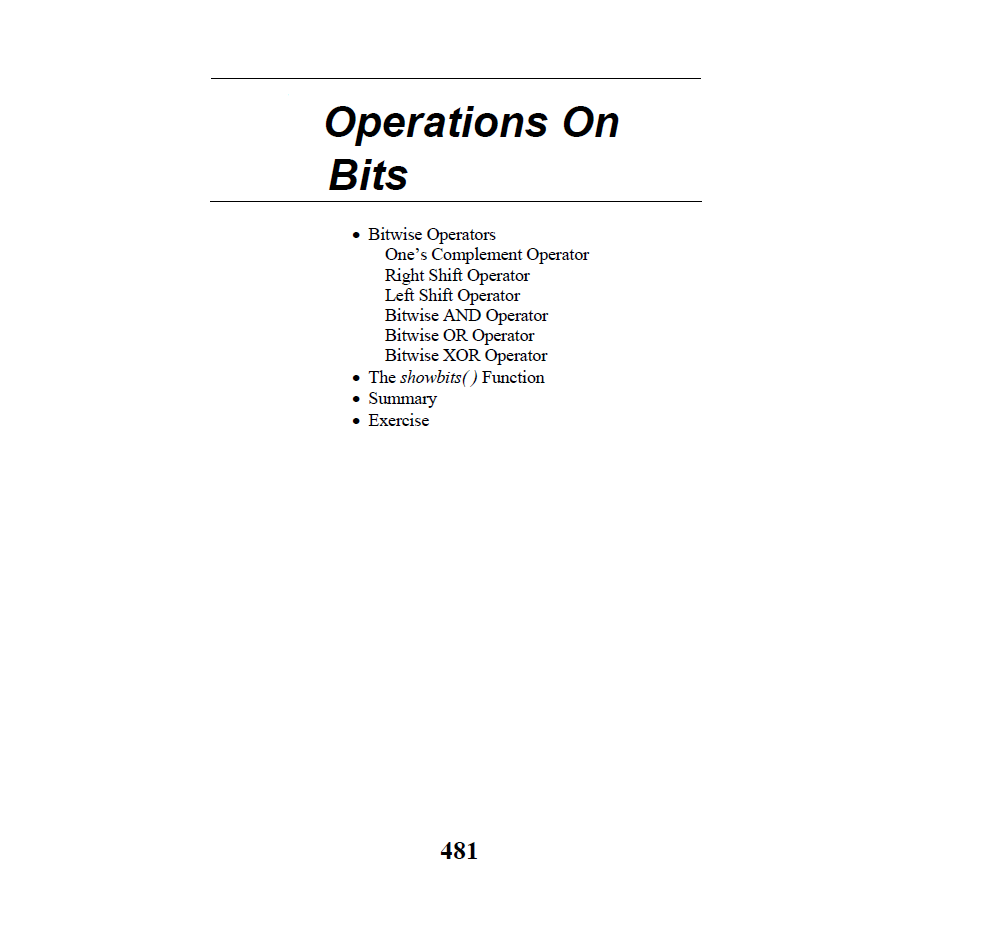 Operations On
Bits
• Bitwise Operators
One’s Complement Operator
Right Shift Operator
Left Shift Operator
Bitwise AND Operator
Bitwise OR Operator
Bitwise XOR Operator
• The showbits( ) Function
• Summary
• Exercise
481